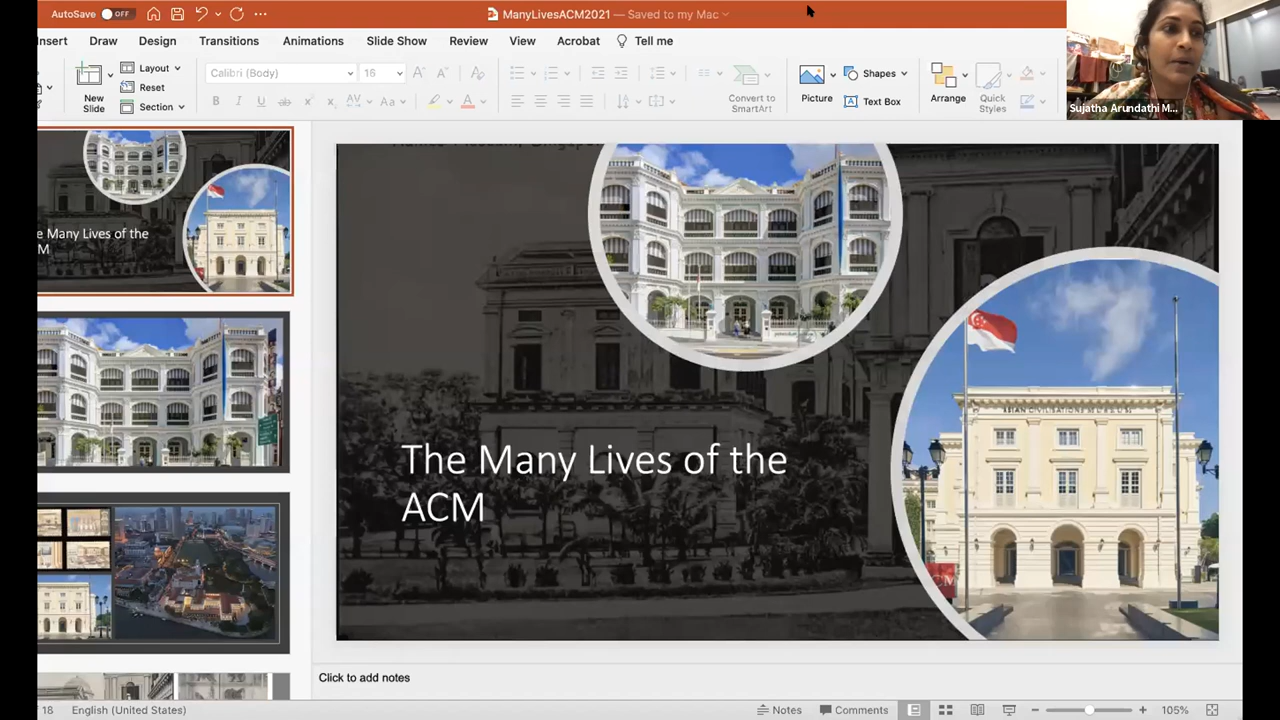 AutoSave OFF
ManyLivesACM2021 — Saved to my Mac
Insert Draw Design Transitions Animations Slide Show Review View Acrobat Tell me
New Slide
Layout
Reset
Section
Calibri (Body) 16
Convert to SmartArt
Picture
Shapes
Text Box
Arrange
Quick Styles
Sujatha Arundathi M...
e Many Lives of the
M
ASIAN CIVILISATIONS MUSEUM
The Many Lives of the
ACM
Click to add notes
18 English (United States) Notes Comments 105%